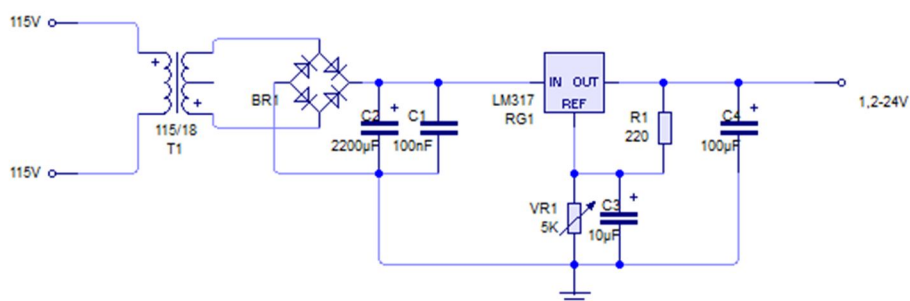 115V
115V
115/18
T1
BR1
C2
2200µF
C1
100nF
LM317
RG1
IN OUT
REF
R1
220
C4
100µF
1,2-24V
VR1
5K
C3
10µF